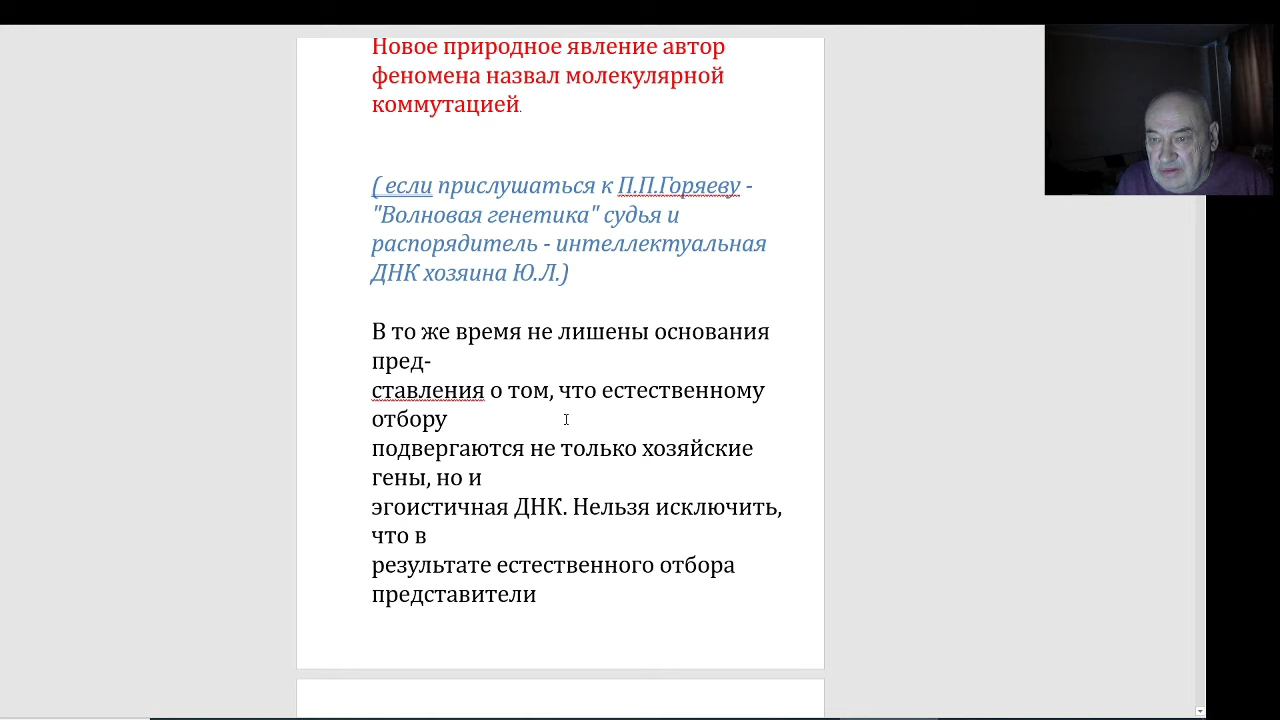 Новое природное явление автор
феномена назвал молекулярной
коммутацией.
( если прислушаться к П.П.Горяеву -
"Волновая генетика" судья и
распорядитель - интеллектуальная
ДНК хозяина Ю.Л.)
В то же время не лишены основания
пред-
ставления о том, что естественному
отбору
подвергаются не только хозяйские
гены, но и
эгоистичная ДНК. Нельзя исключить,
что в
результате естественного отбора
представители